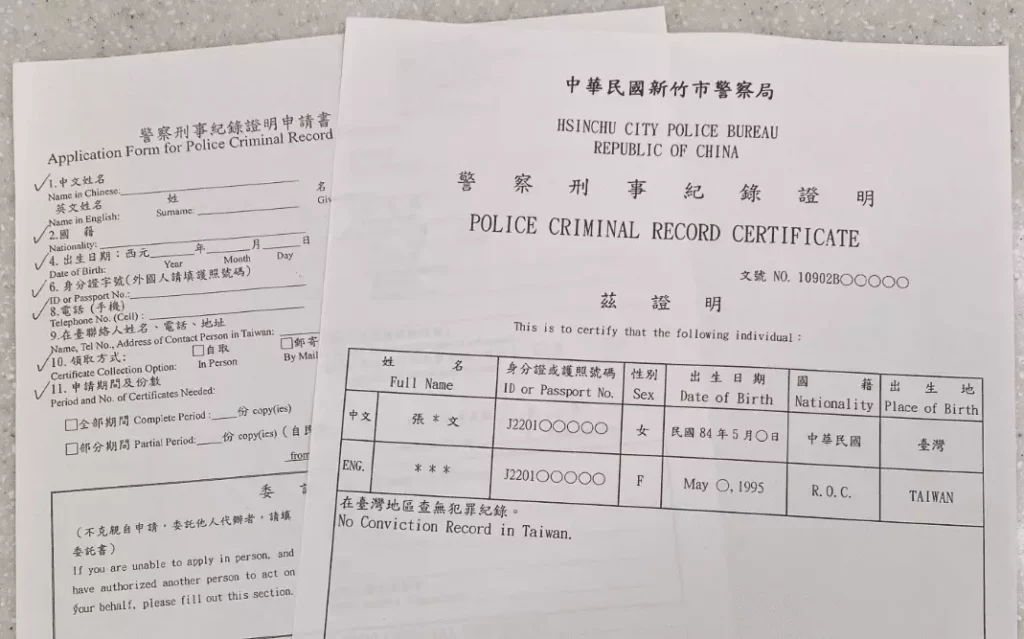 警察刑事紀錄證明申請書
Application Form for Police Criminal Record
1.中文姓名
Name in Chinese:
英文姓名 姓 名
Name in English: Surname:
2.國 籍
Nationality:
4.出生日期：西元 年 月 日
Date of Birth: Year Month Day
6.身分證字號(外國人請填護照號碼)
ID or Passport No.:
8.電話 (手機)
Telephone No. (Cell) :
9.在臺聯絡人姓名、電話、地址
Name, Tel No., Address of Contact Person in Taiwan:
10.領取方式: □自取 □郵寄
Certificate Collection Option: In Person By Mail
11.申請期間及份數
Period and No. of Certificates Needed:
□全部期間 Complete Period : 份 copy(ies)
□部分期間 Partial Period: 份 copy(ies)
from
委
(不克親自申請，委託他人代辦者，請填
委託書)
If you are unable to apply in person, and
have authorized another person to act on
your behalf, please fill out this section.
中華民國新竹市警察局
HSINCHU CITY POLICE BUREAU
REPUBLIC OF CHINA
警察刑事紀錄證明
POLICE CRIMINAL RECORD CERTIFICATE
文號 NO. 10902B○○○○○
茲證明
This is to certify that the following individual :
姓 名 身分證或護照號碼 性別 出生日期 國 籍 出生地
Full Name ID or Passport No. Sex Date of Birth Nationality Place of Birth
中文 張＊文 J2201○○○○○ 女 民國 84 年 5 月○日 中華民國 臺灣
ENG. ＊＊＊ J2201○○○○○ F May ○, 1995 R.O.C. TAIWAN
在臺灣地區查無犯罪紀錄。
No Conviction Record in Taiwan.